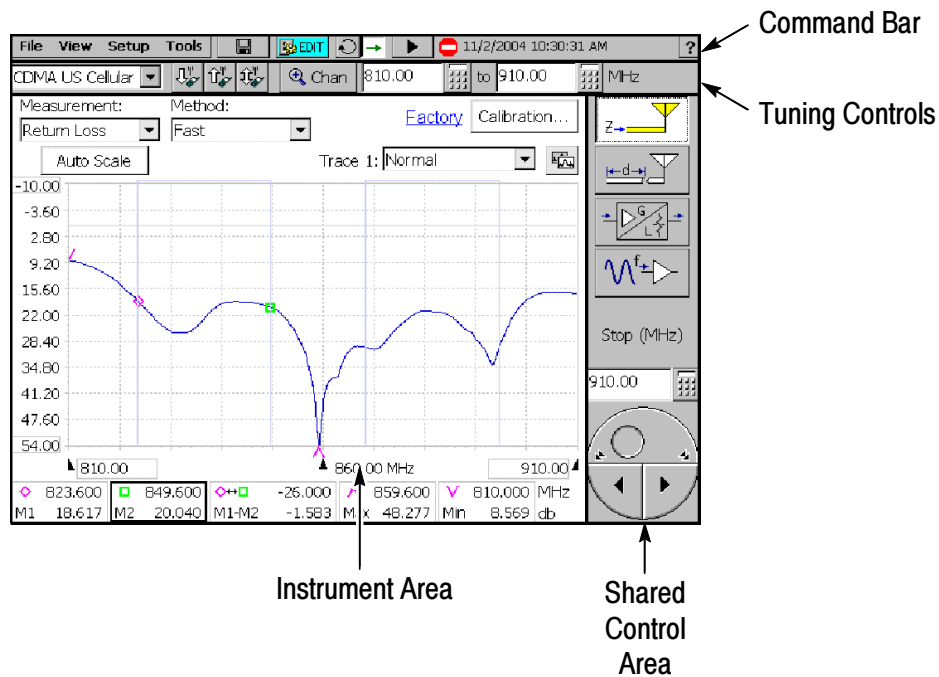 Command Bar
File View Setup Tools EDIT 11/2/2004 10:30:31 AM ?
CDMA US Cellular Chan 810.00 to 910.00 MHz
Tuning Controls
Measurement: Method:
Return Loss Fast Factory Calibration...
Z
Auto Scale Trace 1: Normal
d
-10.00
-3.60
2.80
9.20
15.60
22.00
28.40
34.80
41.20
47.60
54.00
G
L
f
Stop (MHz)
910.00
810.00 860.00 MHz 910.00
823.600 849.600 -26.000 859.600 810.000 MHz
M1 18.617 M2 20.040 M1-M2 -1.583 Max 48.277 Min 8.569 db
Instrument Area
Shared
Control
Area